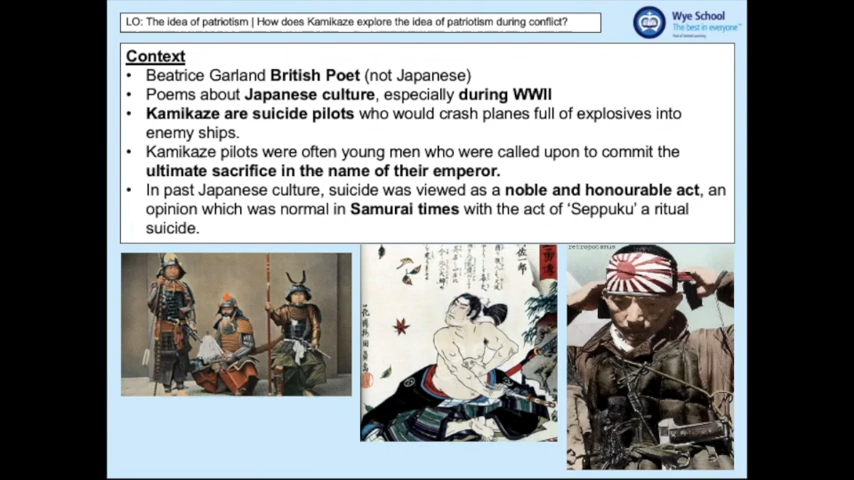 LO: The idea of patriotism | How does Kamikaze explore the idea of patriotism during conflict?
Wye School
The best in everyone™
Context
• Beatrice Garland British Poet (not Japanese)
• Poems about Japanese culture, especially during WWII
• Kamikaze are suicide pilots who would crash planes full of explosives into
enemy ships.
• Kamikaze pilots were often young men who were called upon to commit the
ultimate sacrifice in the name of their emperor.
• In past Japanese culture, suicide was viewed as a noble and honourable act, an
opinion which was normal in Samurai times with the act of ‘Seppuku’ a ritual
suicide.
retropotamus